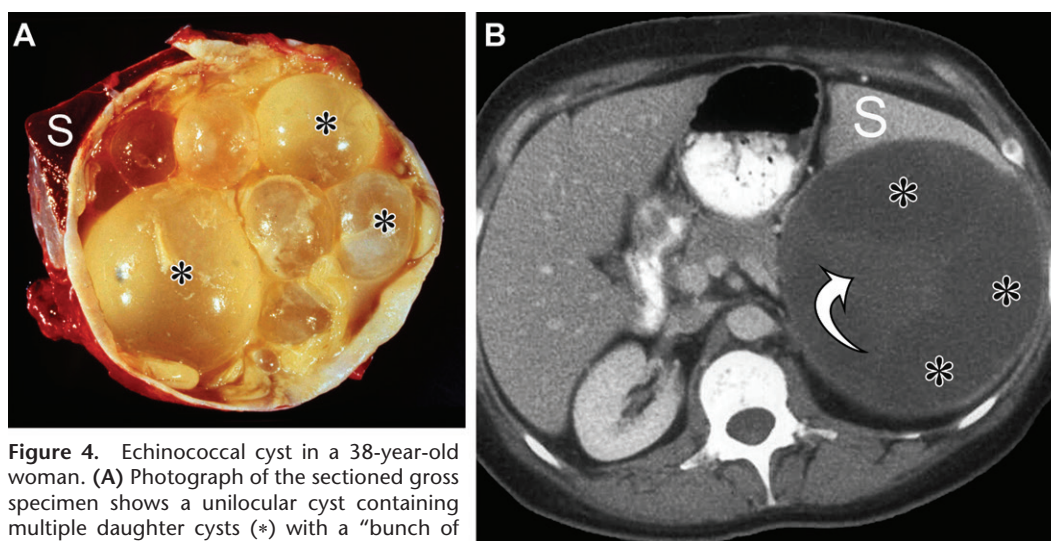 A
S
*
*
*
B
S
*
*
*
Figure 4. Echinococcal cyst in a 38-year-old
woman. (A) Photograph of the sectioned gross
specimen shows a unilocular cyst containing
multiple daughter cysts (*) with a “bunch of